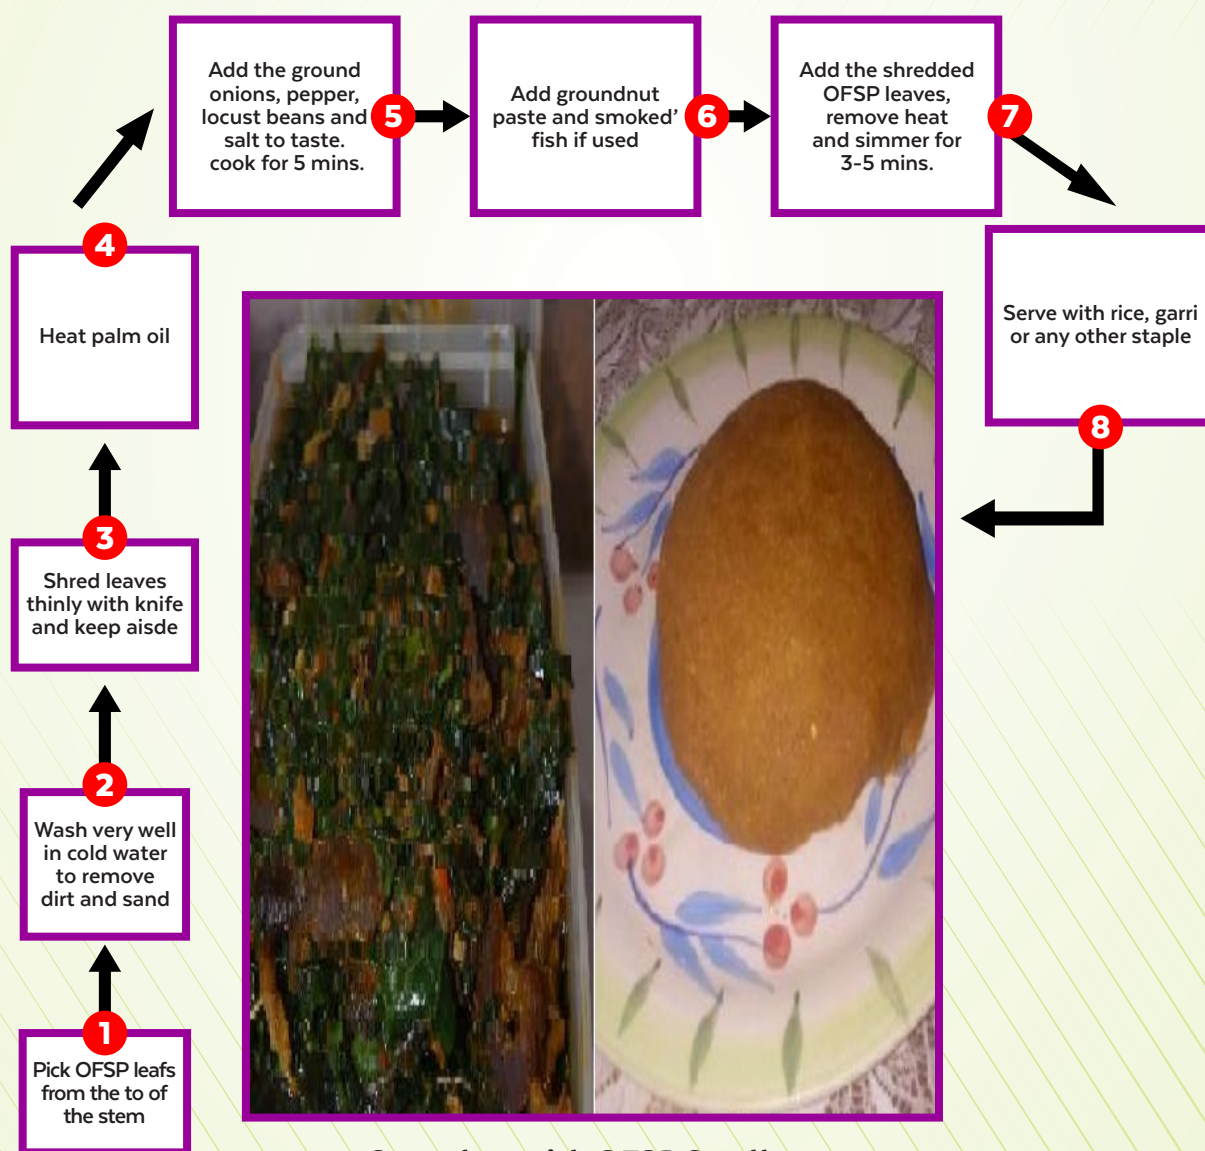 Add the ground
onions, pepper,
locust beans and
salt to taste.
cook for 5 mins.
5
Add groundnut
paste and smoked'
fish if used
6
Add the shredded
OFSP leaves,
remove heat
and simmer for
3-5 mins.
7
4
Heat palm oil
Serve with rice, garri
or any other staple
8
3
Shred leaves
thinly with knife
and keep aisde
2
Wash very well
in cold water
to remove
dirt and sand
1
Pick OFSP leafs
from the to of
the stem